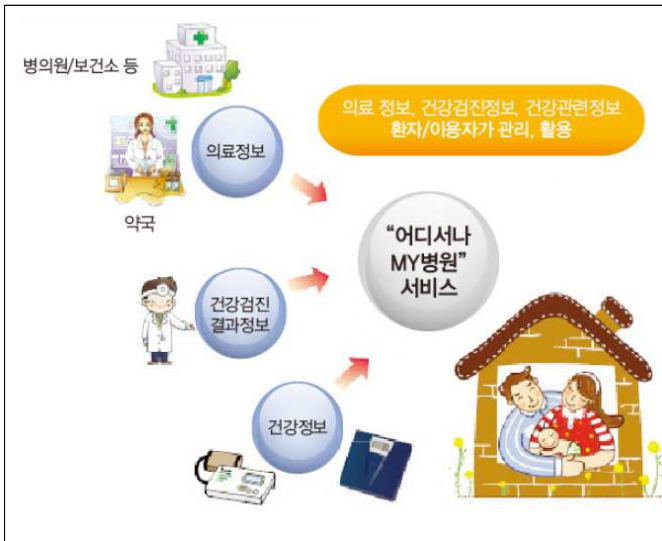 병의원/보건소 등
의료 정보, 건강검진정보, 건강관련정보
환자/이용자가 관리, 활용
의료정보
약국
“어디서나
MY병원”
서비스
건강검진
결과정보
건강정보